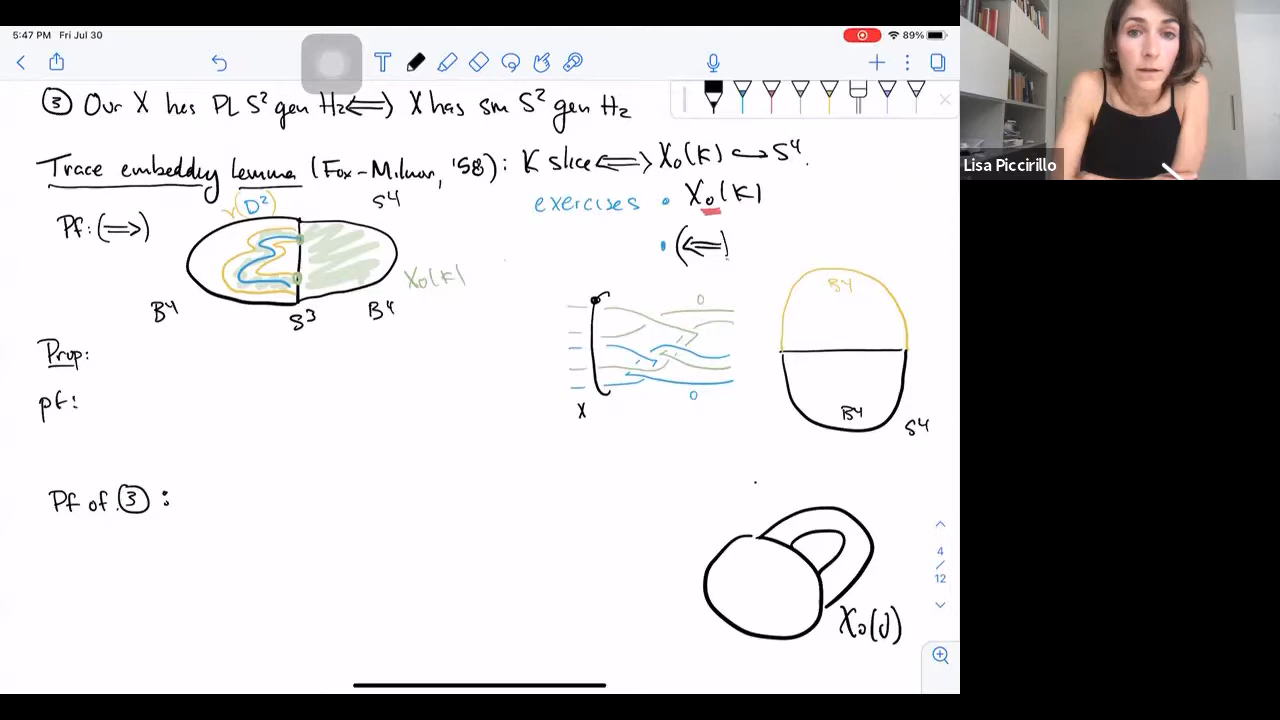 5:47 PM Fri Jul 30
89%
③ Our X has PL S² gen H₂ ⟺ X has sm S² gen H₂
Trace embedding Lemma (Fox-Milnor, '58): K slice ⟺ X₀(K) ↪ S⁴.
Lisa Piccirillo
ν(D²)
S⁴
exercises • X₀(K)
Pf: (⟹)
• (⟸)
X₀(K)
B⁴
S³
B⁴
0
B⁴
Prop:
pf:
X
0
B⁴
S⁴
Pf of ③:
4
/
12
X₀(J)